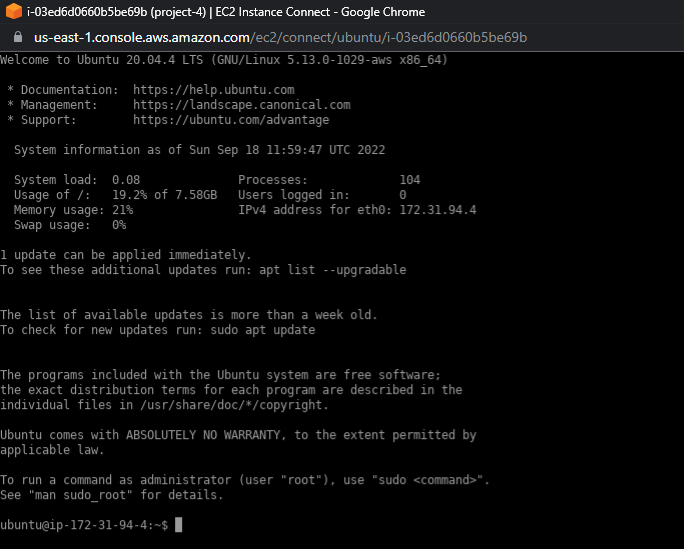 i-03ed6d0660b5be69b (project-4) | EC2 Instance Connect - Google Chrome
us-east-1.console.aws.amazon.com/ec2/connect/ubuntu/i-03ed6d0660b5be69b
Welcome to Ubuntu 20.04.4 LTS (GNU/Linux 5.13.0-1029-aws x86_64)
* Documentation:  https://help.ubuntu.com
* Management:     https://landscape.canonical.com
* Support:        https://ubuntu.com/advantage
System information as of Sun Sep 18 11:59:47 UTC 2022
System load:  0.08              Processes:             104
Usage of /:   19.2% of 7.58GB   Users logged in:       0
Memory usage: 21%               IPv4 address for eth0: 172.31.94.4
Swap usage:   0%
1 update can be applied immediately.
To see these additional updates run: apt list --upgradable
The list of available updates is more than a week old.
To check for new updates run: sudo apt update
The programs included with the Ubuntu system are free software;
the exact distribution terms for each program are described in the
individual files in /usr/share/doc/*/copyright.
Ubuntu comes with ABSOLUTELY NO WARRANTY, to the extent permitted by
applicable law.
To run a command as administrator (user "root"), use "sudo <command>".
See "man sudo_root" for details.
ubuntu@ip-172-31-94-4:~$